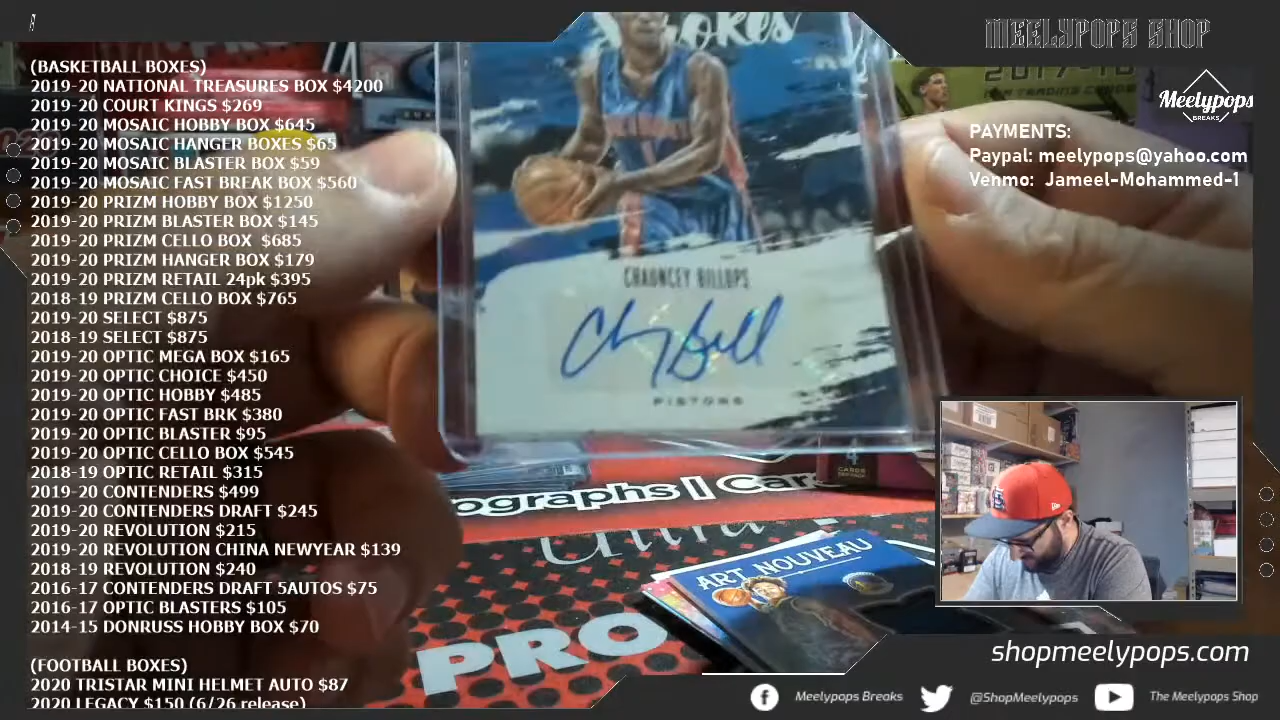 (BASKETBALL BOXES)
2019-20 NATIONAL TREASURES BOX $4200
2019-20 COURT KINGS $269
2019-20 MOSAIC HOBBY BOX $645
2019-20 MOSAIC HANGER BOXES $65
2019-20 MOSAIC BLASTER BOX $59
2019-20 MOSAIC FAST BREAK BOX $560
2019-20 PRIZM HOBBY BOX $1250
2019-20 PRIZM BLASTER BOX $145
2019-20 PRIZM CELLO BOX $685
2019-20 PRIZM HANGER BOX $179
2019-20 PRIZM RETAIL 24pk $395
2018-19 PRIZM CELLO BOX $765
2019-20 SELECT $875
2018-19 SELECT $875
2019-20 OPTIC MEGA BOX $165
2019-20 OPTIC CHOICE $450
2019-20 OPTIC HOBBY $485
2019-20 OPTIC FAST BRK $380
2019-20 OPTIC BLASTER $95
2019-20 OPTIC CELLO BOX $545
2018-19 OPTIC RETAIL $315
2019-20 CONTENDERS $499
2019-20 CONTENDERS DRAFT $245
2019-20 REVOLUTION $215
2019-20 REVOLUTION CHINA NEWYEAR $139
2018-19 REVOLUTION $240
2016-17 CONTENDERS DRAFT 5AUTOS $75
2016-17 OPTIC BLASTERS $105
2014-15 DONRUSS HOBBY BOX $70
(FOOTBALL BOXES)
2020 TRISTAR MINI HELMET AUTO $87
2020 LEGACY $150 (6/26 release)
CHAUNCEY BILLUPS
PISTONS
ART NOUVEAU
PRO
MEELYPOPS SHOP
2017-18
Meelypops
BREAKS
PAYMENTS:
Paypal: meelypops@yahoo.com
Venmo: Jameel-Mohammed-1
shopmeelypops.com
Meelypops Breaks
@ShopMeelypops
The Meelypops Shop